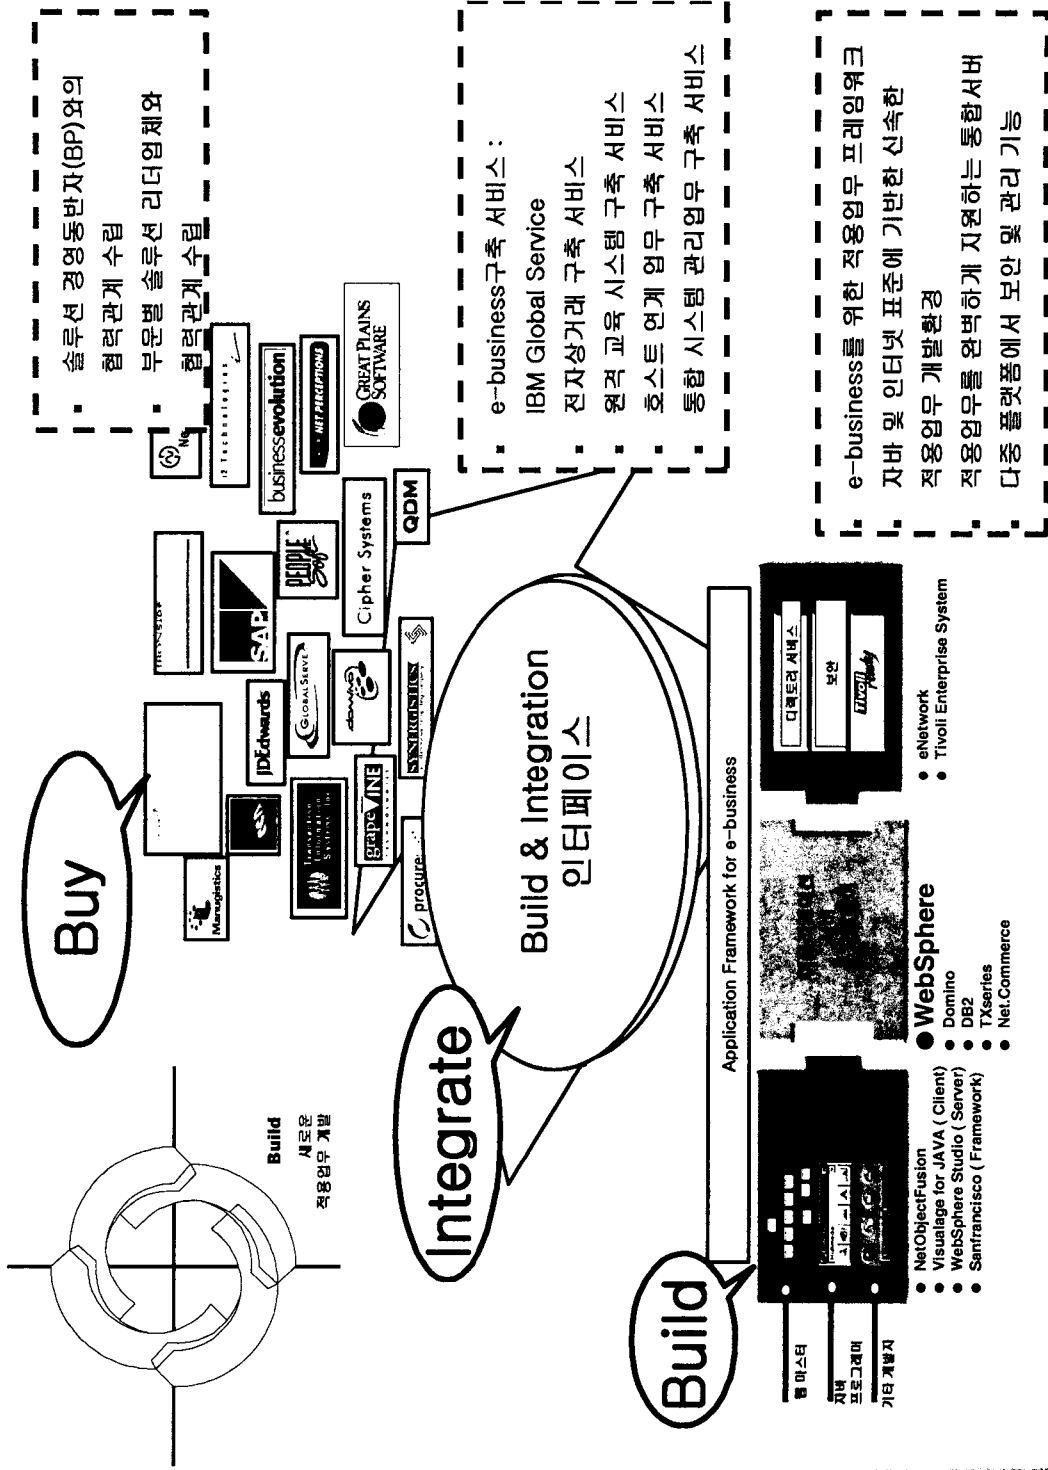 Build
새로운
적용업무 개발
Buy
Manugistics
JDEdwards
SAP
PEOPLE
Soft
GLOBALSERVE
domino
Cipher Systems
QDM
grapeVINE
SYNERGISTICS
procure
Ne
i2 Technologies
businessevolution
NET PERCEPTIONS
GREAT PLAINS
SOFTWARE
솔루션 경영동반자(BP)와의
협력관계 수립
부문별 솔루션 리더업체와
협력관계 수립
Integrate
Build & Integration
인터페이스
e-business구축 서비스 :
IBM Global Service
전자상거래 구축 서비스
원격 교육 시스템 구축 서비스
호스트 연계 업무 구축 서비스
통합 시스템 관리업무 구축 서비스
Build
Application Framework for e-business
웹 마스터
자바
프로그래머
기타 개발자
NetObjectFusion
Visualage for JAVA ( Client)
WebSphere Studio ( Server)
Sanfrancisco ( Framework)
WebSphere
Domino
DB2
TXseries
Net.Commerce
디렉토리 서비스
보안
Tivoli
Ready
eNetwork
Tivoli Enterprise System
e-business를 위한 적용업무 프레임워크
자바 및 인터넷 표준에 기반한 신속한
적용업무 개발환경
적용업무를 완벽하게 지원하는 통합서버
다중 플랫폼에서 보안 및 관리 기능